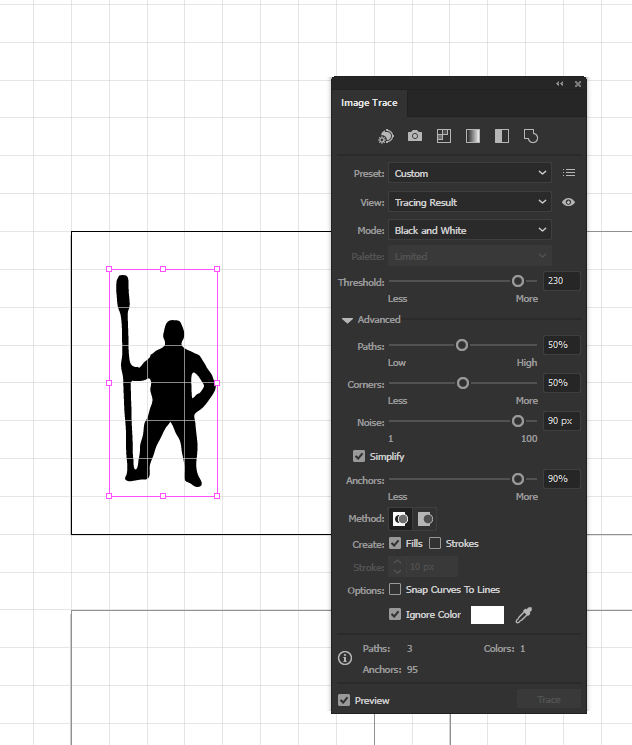 Image Trace
Preset: Custom
View: Tracing Result
Mode: Black and White
Palette: Limited
Threshold: 230
Less More
Advanced
Paths: 50%
Low High
Corners: 50%
Less More
Noise: 90 px
1 100
Simplify
Anchors: 90%
Less More
Method:
Create: Fills Strokes
Stroke: 10 px
Options: Snap Curves To Lines
Ignore Color
Paths: 3 Colors: 1
Anchors: 95
Preview Trace